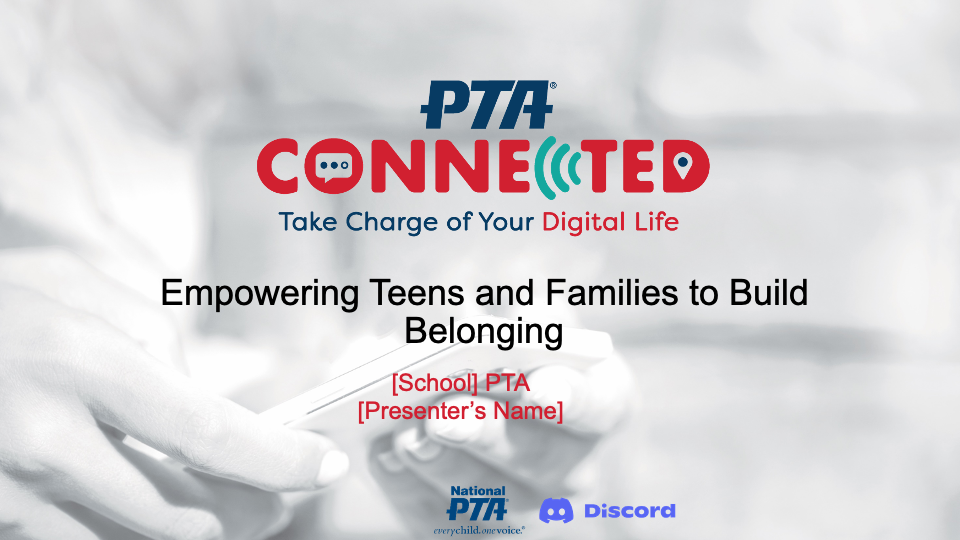 PTA®
CONNECTED
Take Charge of Your Digital Life
Empowering Teens and Families to Build
Belonging
[School] PTA
[Presenter’s Name]
National
PTA®
everychild.onevoice.®
Discord